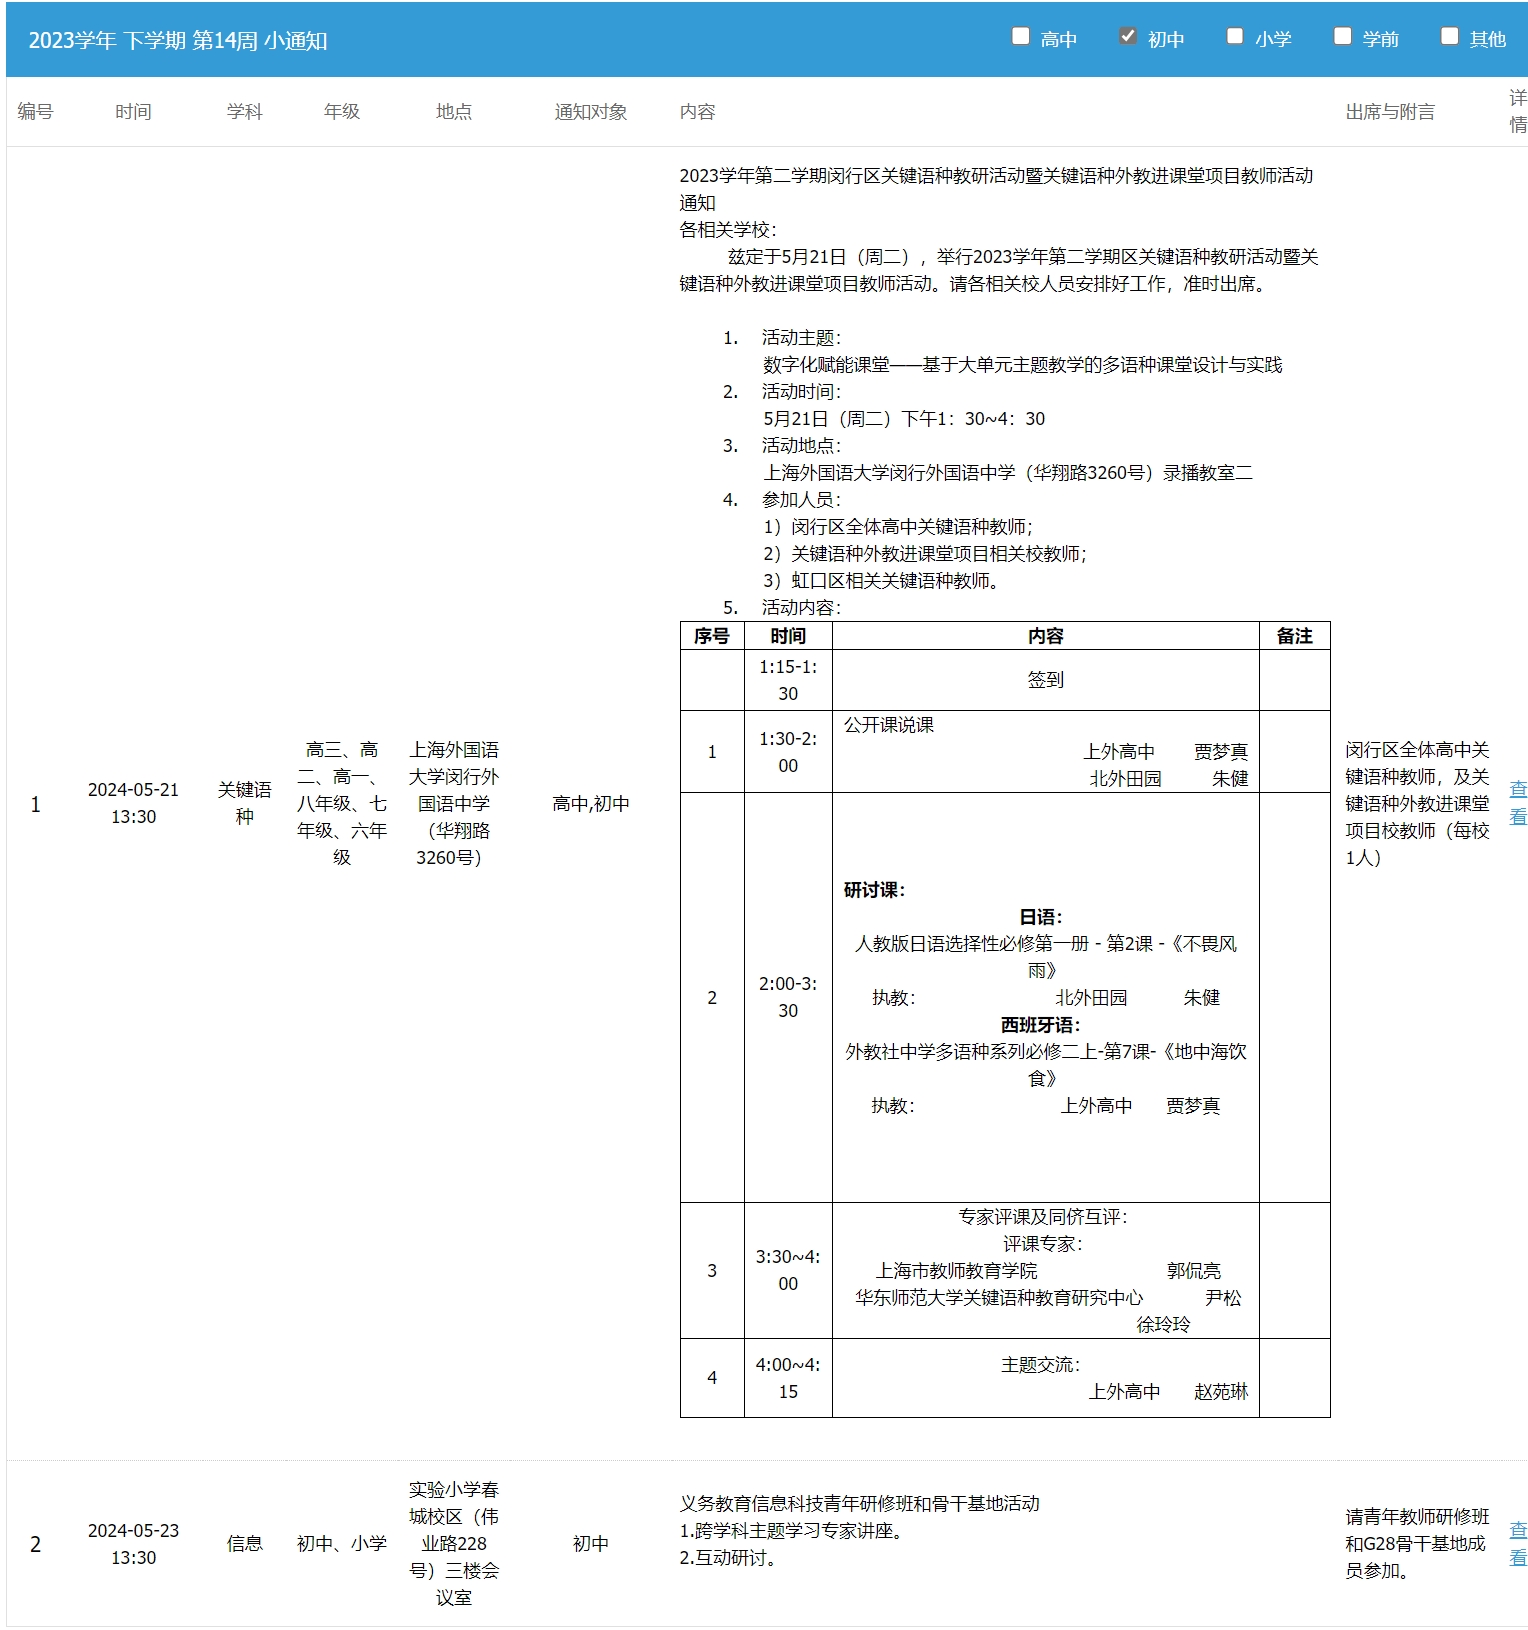 2023学年 下学期 第14周 小通知
高中
初中
小学
学前
其他
编号
时间
学科
年级
地点
通知对象
内容
出席与附言
详
情
1
2024-05-21
13:30
关键语
种
高三、高
二、高一、
八年级、七
年级、六年
级
上海外国语
大学闵行外
国语中学
（华翔路
3260号）
高中,初中
2023学年第二学期闵行区关键语种教研活动暨关键语种外教进课堂项目教师活动
通知
各相关学校：
兹定于5月21日（周二），举行2023学年第二学期区关键语种教研活动暨关
键语种外教进课堂项目教师活动。请各相关校人员安排好工作，准时出席。
1. 活动主题：
数字化赋能课堂——基于大单元主题教学的多语种课堂设计与实践
2. 活动时间：
5月21日（周二）下午1：30~4：30
3. 活动地点：
上海外国语大学闵行外国语中学（华翔路3260号）录播教室二
4. 参加人员：
1）闵行区全体高中关键语种教师；
2）关键语种外教进课堂项目相关校教师；
3）虹口区相关关键语种教师。
5. 活动内容：
序号 时间 内容 备注
1:15-1:
30
签到
1
1:30-2:
00
公开课说课
上外高中 贾梦真
北外田园 朱健
2
2:00-3:
30
研讨课：
日语：
人教版日语选择性必修第一册 - 第2课 -《不畏风
雨》
执教： 北外田园 朱健
西班牙语：
外教社中学多语种系列必修二上-第7课-《地中海饮
食》
执教： 上外高中 贾梦真
3
3:30~4:
00
专家评课及同侪互评：
评课专家：
上海市教师教育学院 郭侃亮
华东师范大学关键语种教育研究中心 尹松
徐玲玲
4
4:00~4:
15
主题交流：
上外高中 赵苑琳
闵行区全体高中关
键语种教师，及关
键语种外教进课堂
项目校教师（每校
1人）
查
看
2
2024-05-23
13:30
信息
初中、小学
实验小学春
城校区（伟
业路228
号）三楼会
议室
初中
义务教育信息科技青年研修班和骨干基地活动
1.跨学科主题学习专家讲座。
2.互动研讨。
请青年教师研修班
和G28骨干基地成
员参加。
查
看